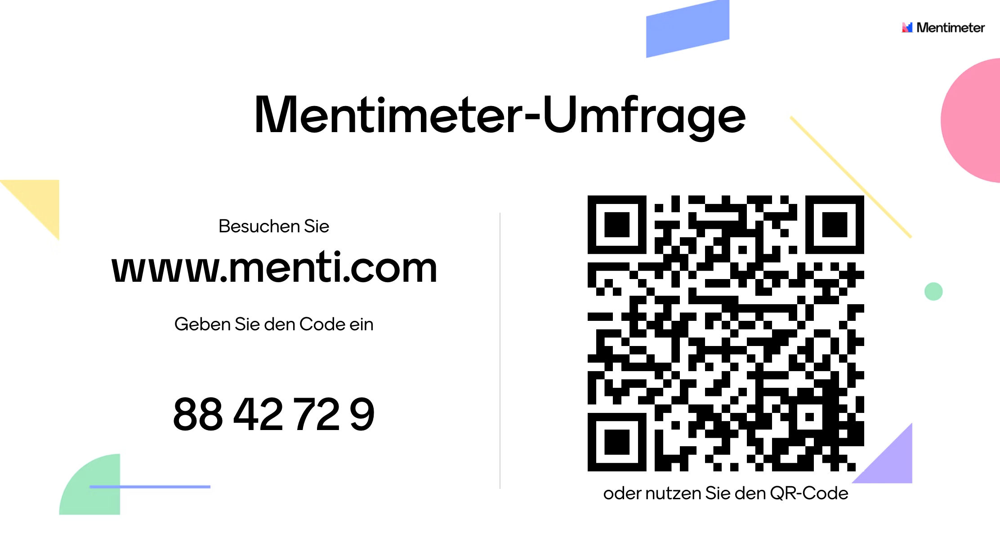 Mentimeter
Mentimeter-Umfrage
Besuchen Sie
www.menti.com
Geben Sie den Code ein
88 42 72 9
oder nutzen Sie den QR-Code